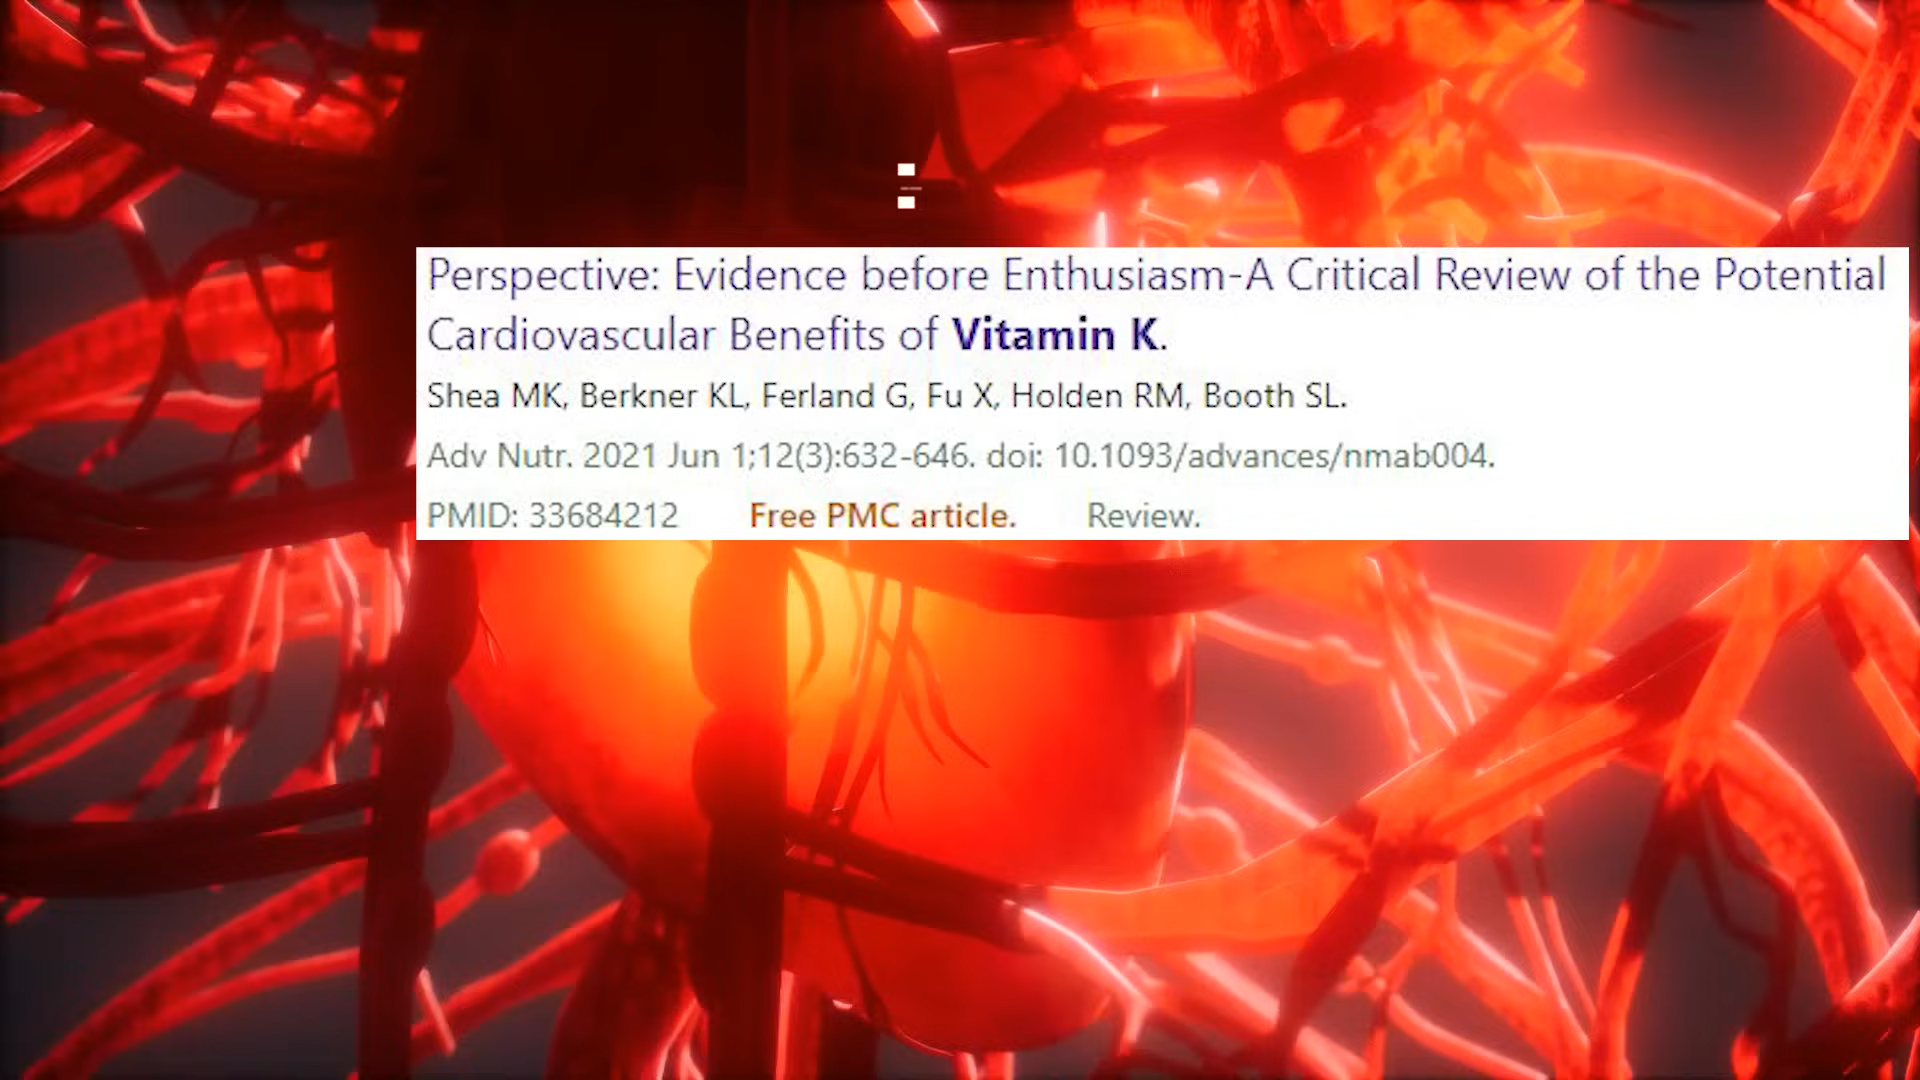 Perspective: Evidence before Enthusiasm-A Critical Review of the Potential
Cardiovascular Benefits of Vitamin K.
Shea MK, Berkner KL, Ferland G, Fu X, Holden RM, Booth SL.
Adv Nutr. 2021 Jun 1;12(3):632-646. doi: 10.1093/advances/nmab004.
PMID: 33684212 Free PMC article. Review.